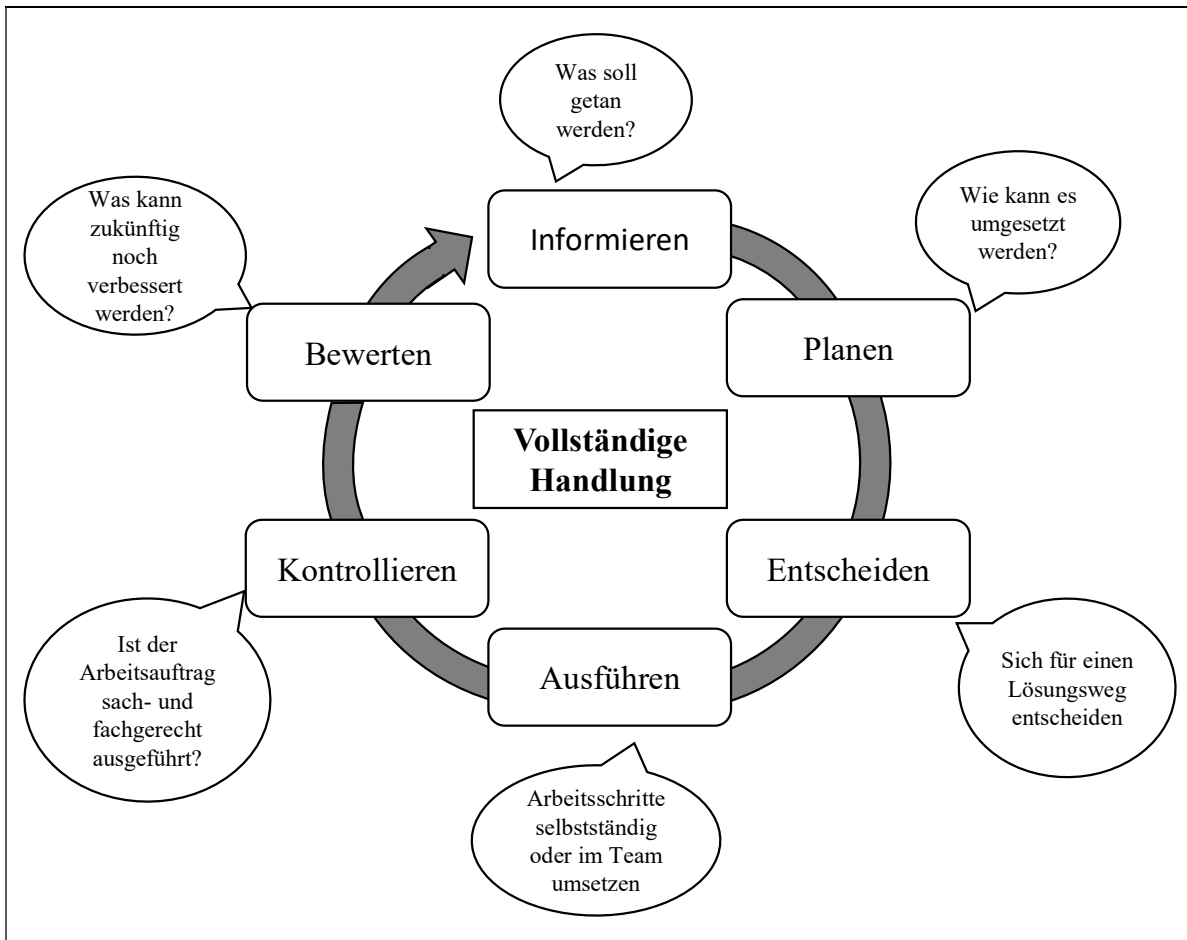 Was soll
getan
werden?
Informieren
Wie kann es
umgesetzt
werden?
Planen
Entscheiden
Sich für einen
Lösungsweg
entscheiden
Ausführen
Arbeitsschritte
selbstständig
oder im Team
umsetzen
Kontrollieren
Ist der
Arbeitsauftrag
sach- und
fachgerecht
ausgeführt?
Bewerten
Was kann
zukünftig
noch
verbessert
werden?
Vollständige
Handlung